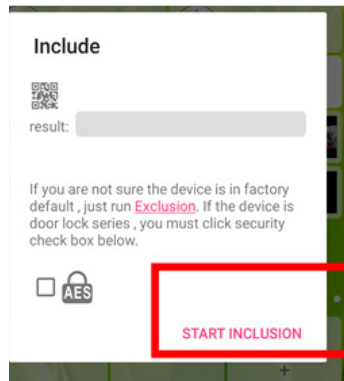 Include
result:
If you are not sure the device is in factory
default , just run Exclusion. If the device is
door lock series , you must click security
check box below.
AES
START INCLUSION
+